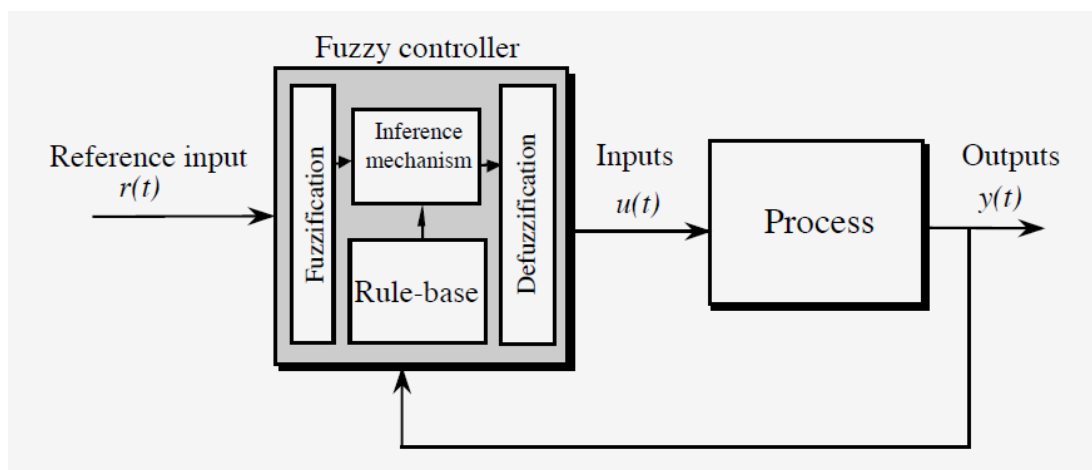 Fuzzy controller
Reference input
r(t)
Fuzzification
Inference
mechanism
Rule-base
Defuzzification
Inputs
u(t)
Process
Outputs
y(t)